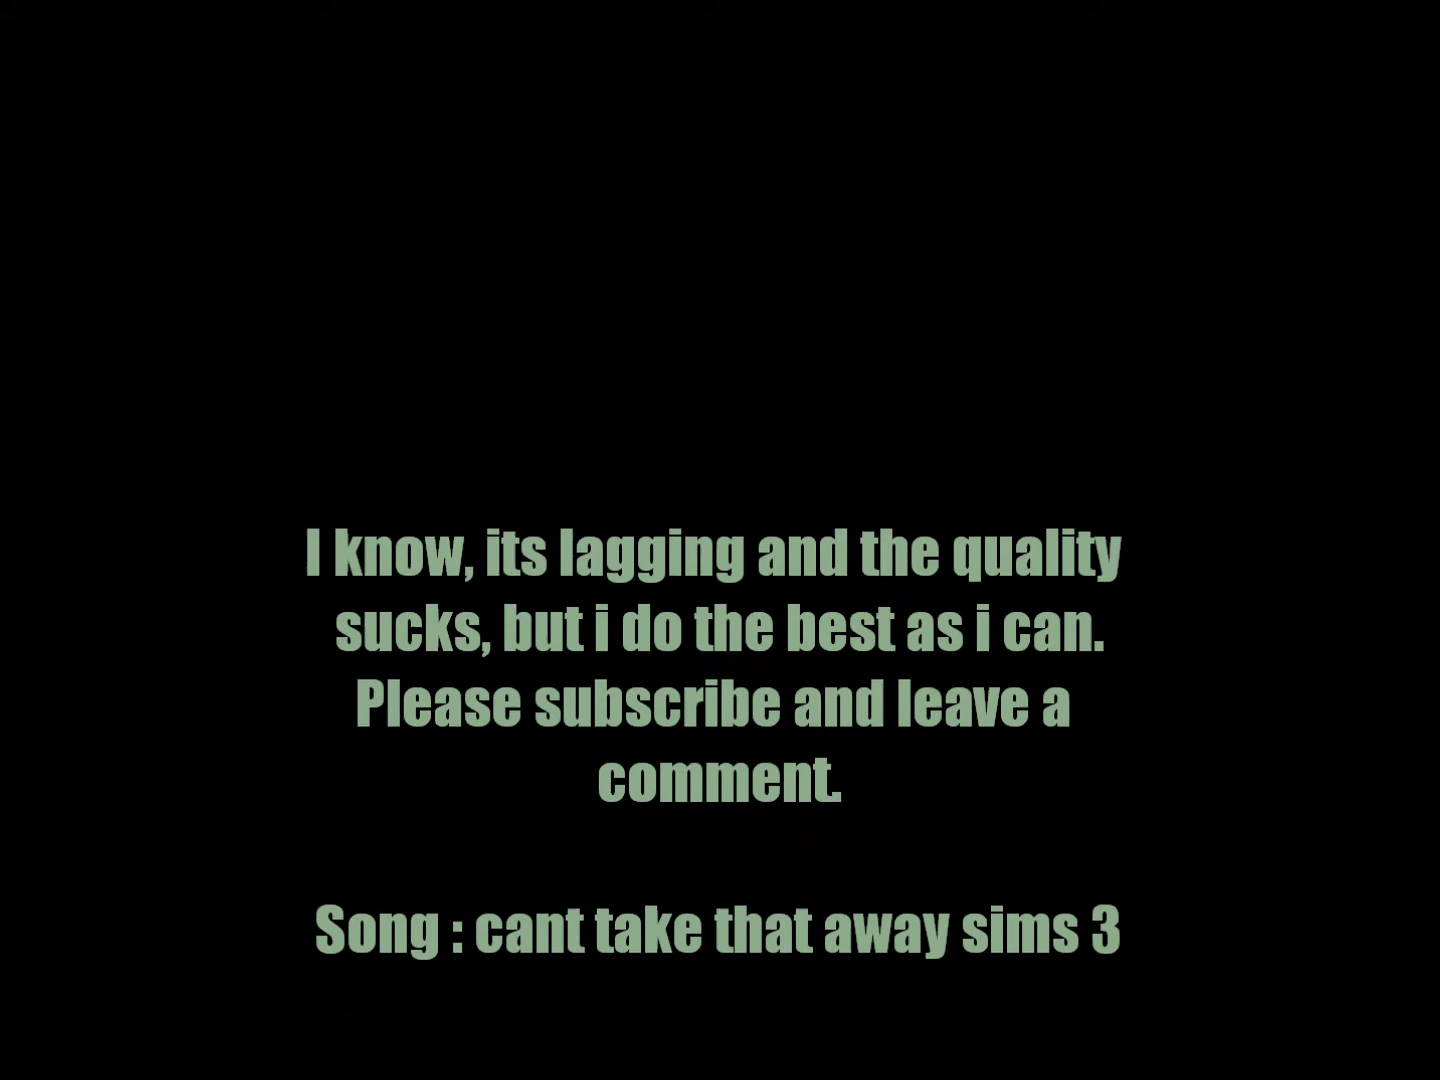 I know, its lagging and the quality
sucks, but i do the best as i can.
Please subscribe and leave a
comment.
Song : cant take that away sims 3